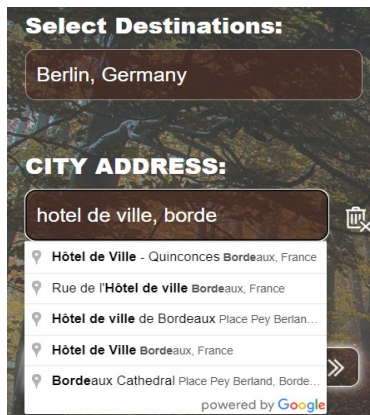 Select Destinations:
Berlin, Germany
CITY ADDRESS:
hotel de ville, borde
Hôtel de Ville - Quinconces Bordeaux, France
Rue de l'Hôtel de ville Bordeaux, France
Hôtel de ville de Bordeaux Place Pey Berlan...
Hôtel de Ville Bordeaux, France
Bordeaux Cathedral Place Pey Berland, Borde...
powered by Google